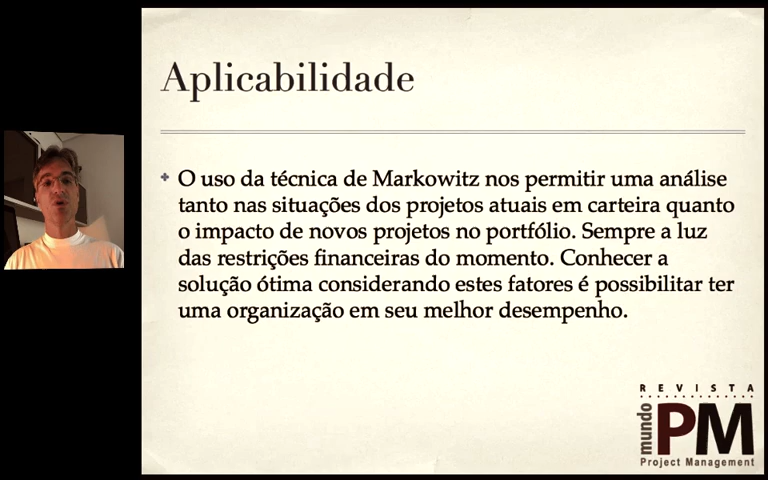 Aplicabilidade
O uso da técnica de Markowitz nos permitir uma análise
tanto nas situações dos projetos atuais em carteira quanto
o impacto de novos projetos no portfólio. Sempre a luz
das restrições financeiras do momento. Conhecer a
solução ótima considerando estes fatores é possibilitar ter
uma organização em seu melhor desempenho.
REVISTA
mundo
PM
Project Management